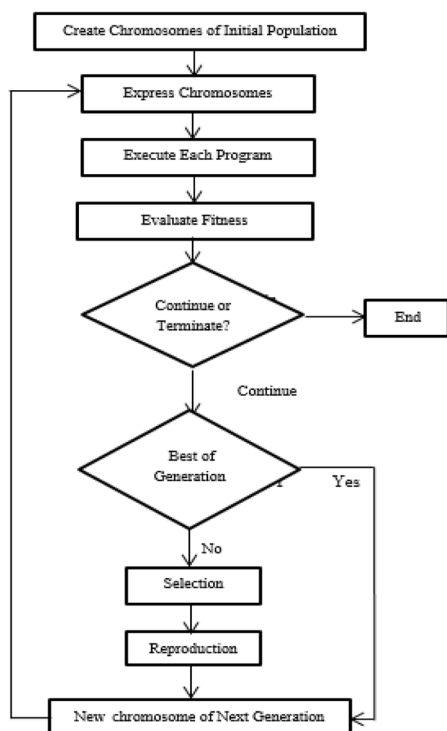 Create Chromosomes of Initial Population
Express Chromosomes
Execute Each Program
Evaluate Fitness
Continue or
Terminate?
End
Continue
Best of
Generation
Yes
No
Selection
Reproduction
New chromosome of Next Generation